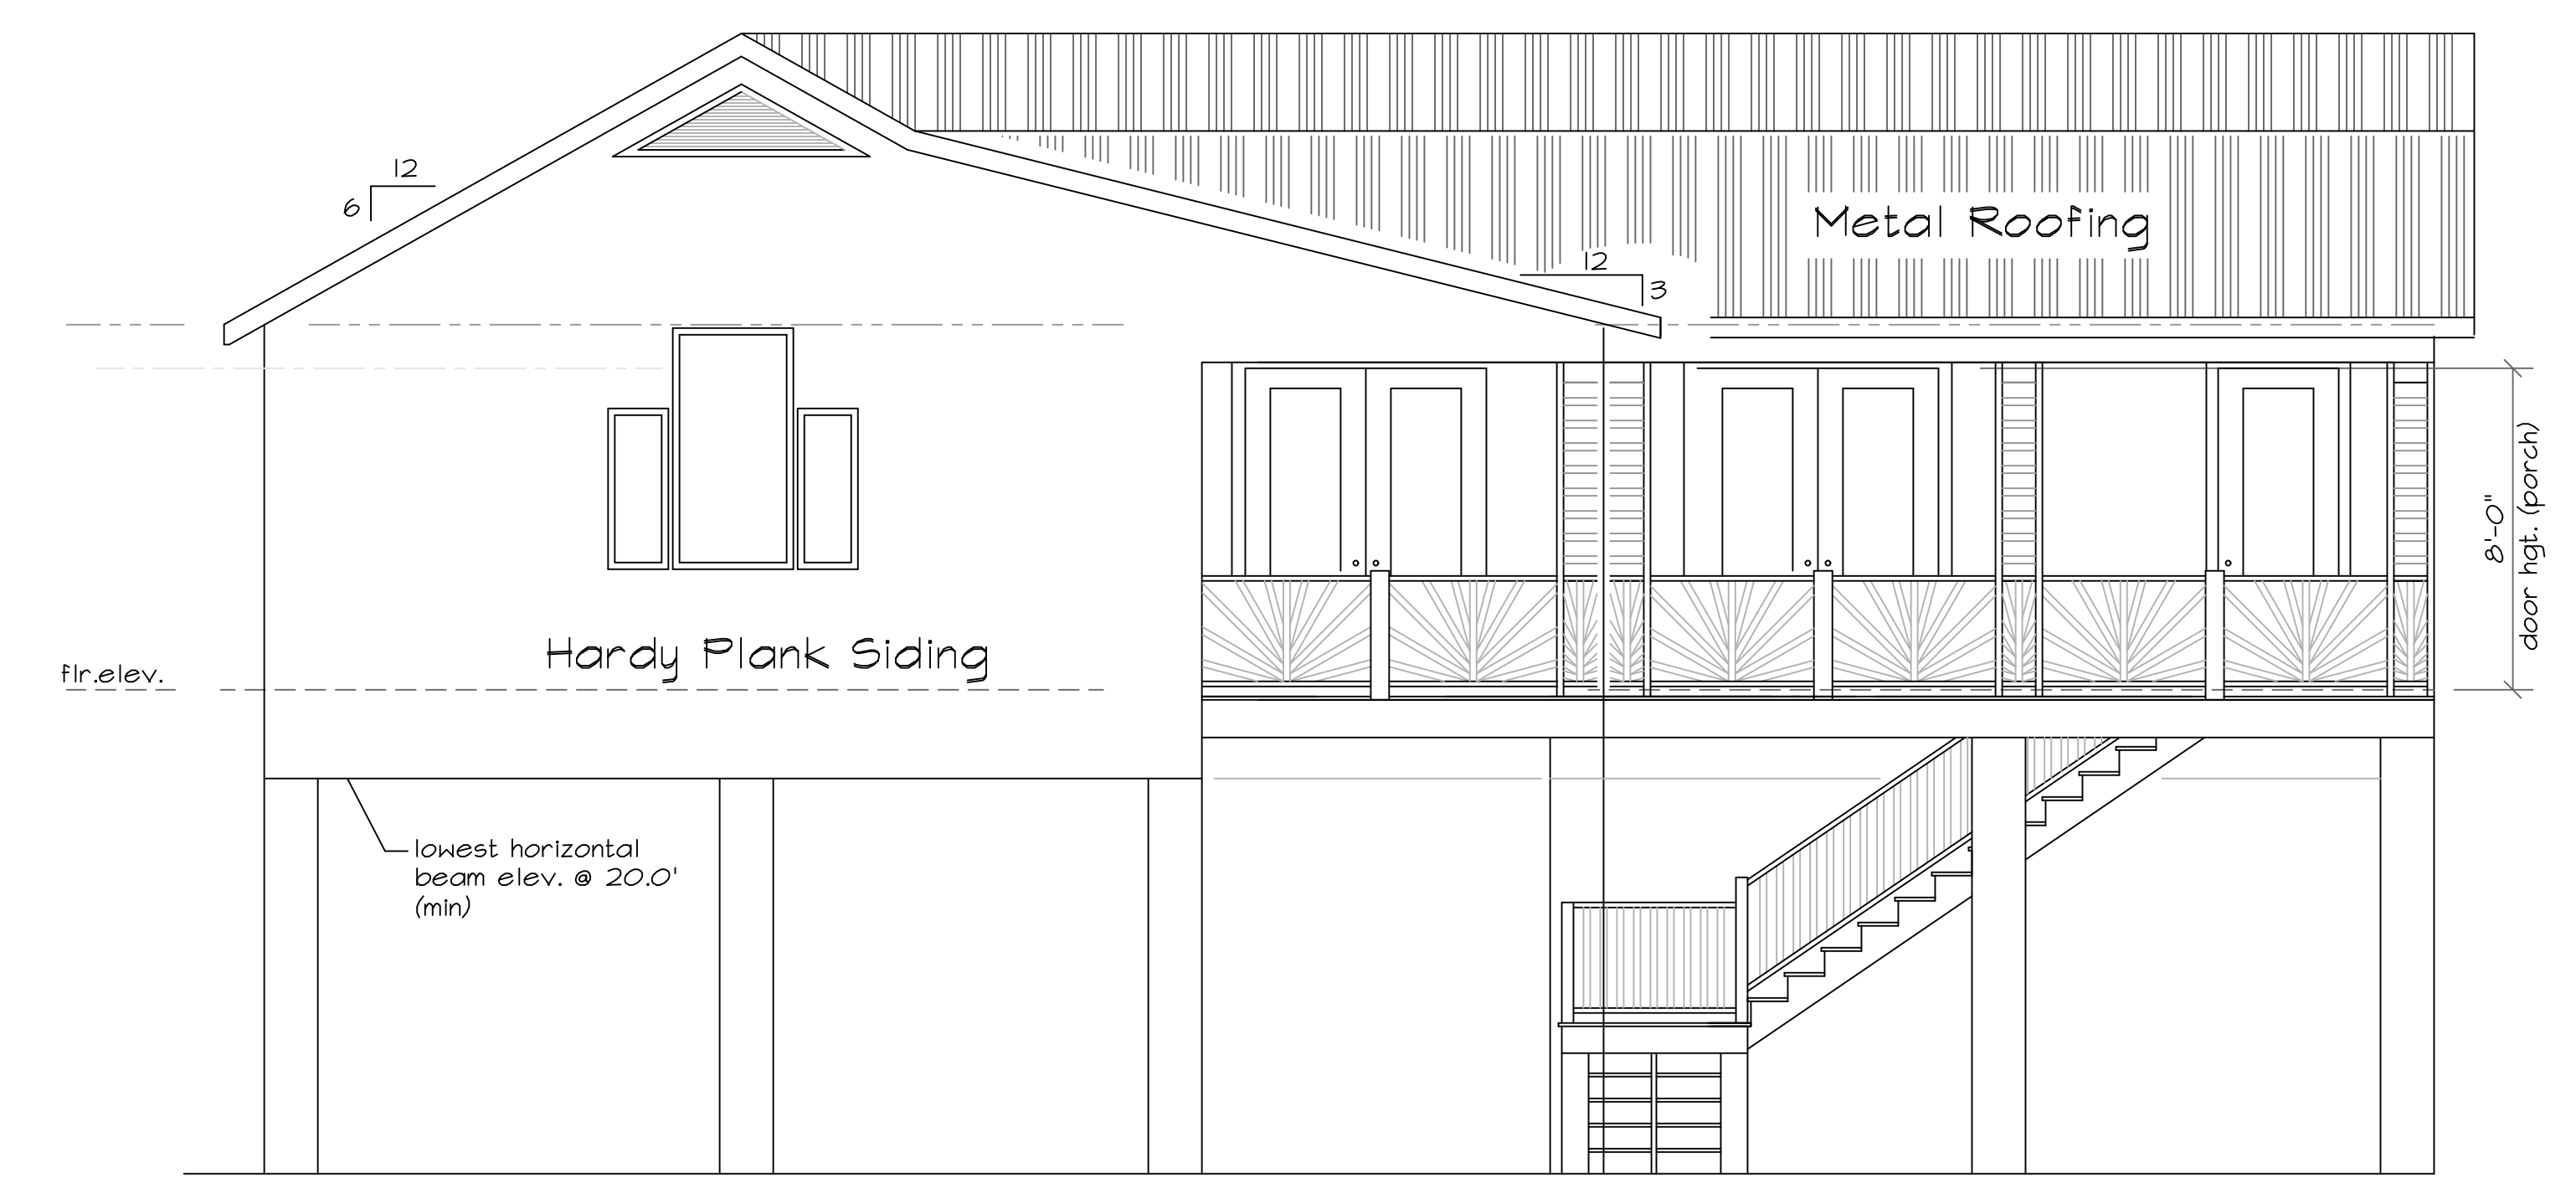 12
6
Metal Roofing
12
3
8'-0"
door hgt. (porch)
Hardy Plank Siding
flr.elev.
lowest horizontal
beam elev. @ 20.0'
(min)